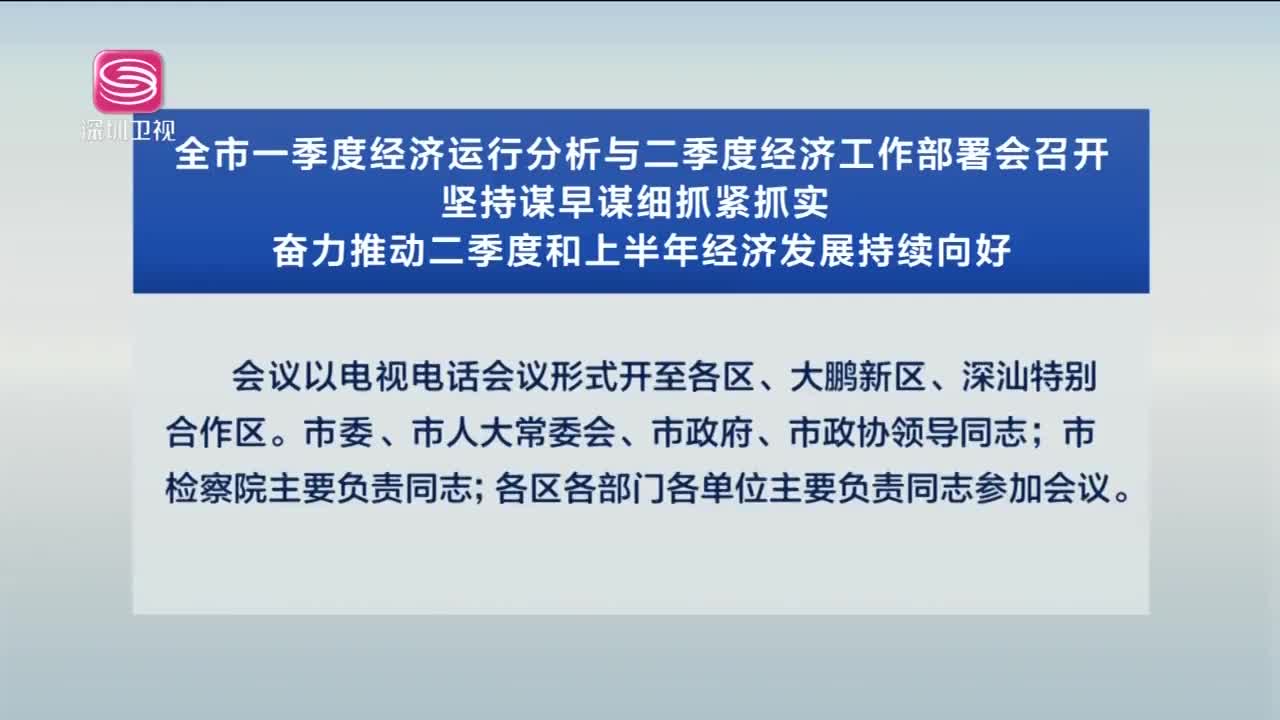 深圳卫视
全市一季度经济运行分析与二季度经济工作部署会召开
坚持谋早谋细抓紧抓实
奋力推动二季度和上半年经济发展持续向好
会议以电视电话会议形式开至各区、大鹏新区、深汕特别
合作区。市委、市人大常委会、市政府、市政协领导同志；市
检察院主要负责同志；各区各部门各单位主要负责同志参加会议。